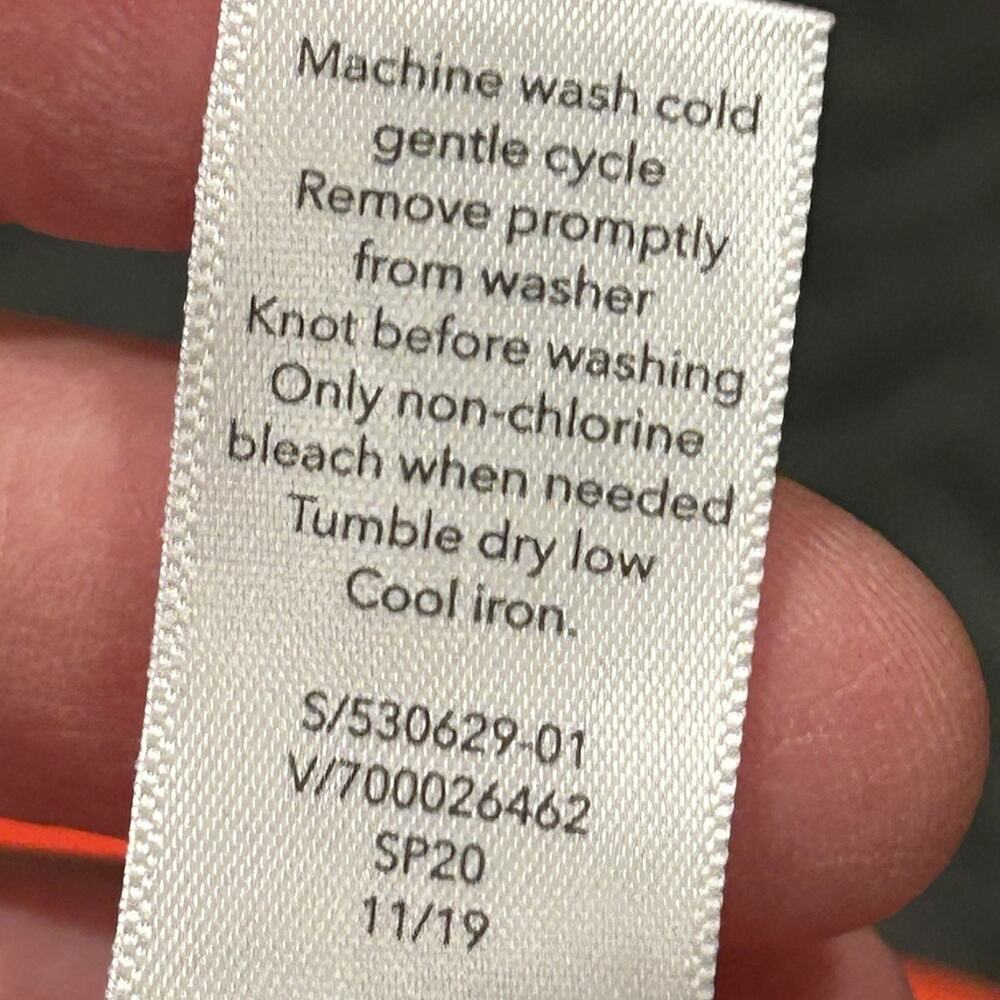 Machine wash cold
gentle cycle
Remove promptly
from washer
Knot before washing
Only non-chlorine
bleach when needed
Tumble dry low
Cool iron.
S/530629-01
V/700026462
SP20
11/19